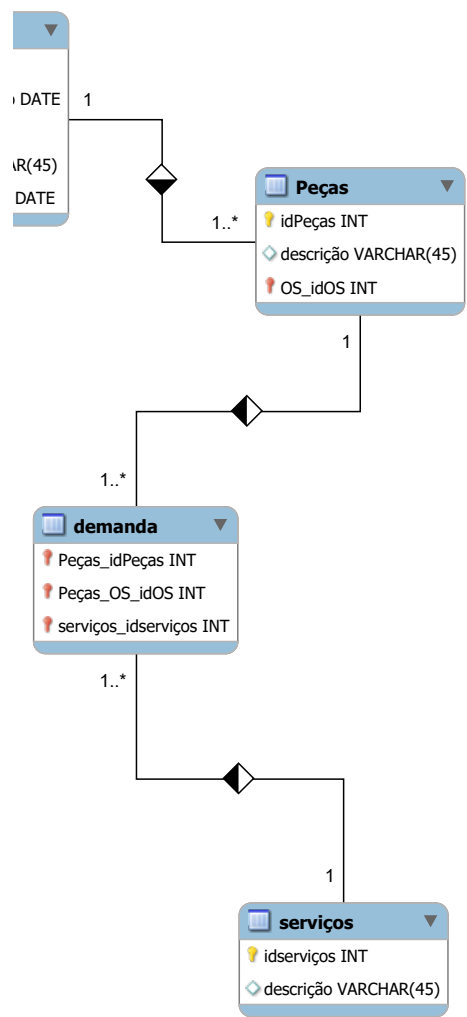 DATE
1
AR(45)
DATE
1..*
Peças
idPeças INT
descrição VARCHAR(45)
OS_idOS INT
1
1..*
demanda
Peças_idPeças INT
Peças_OS_idOS INT
serviços_idserviços INT
1..*
1
serviços
idserviços INT
descrição VARCHAR(45)